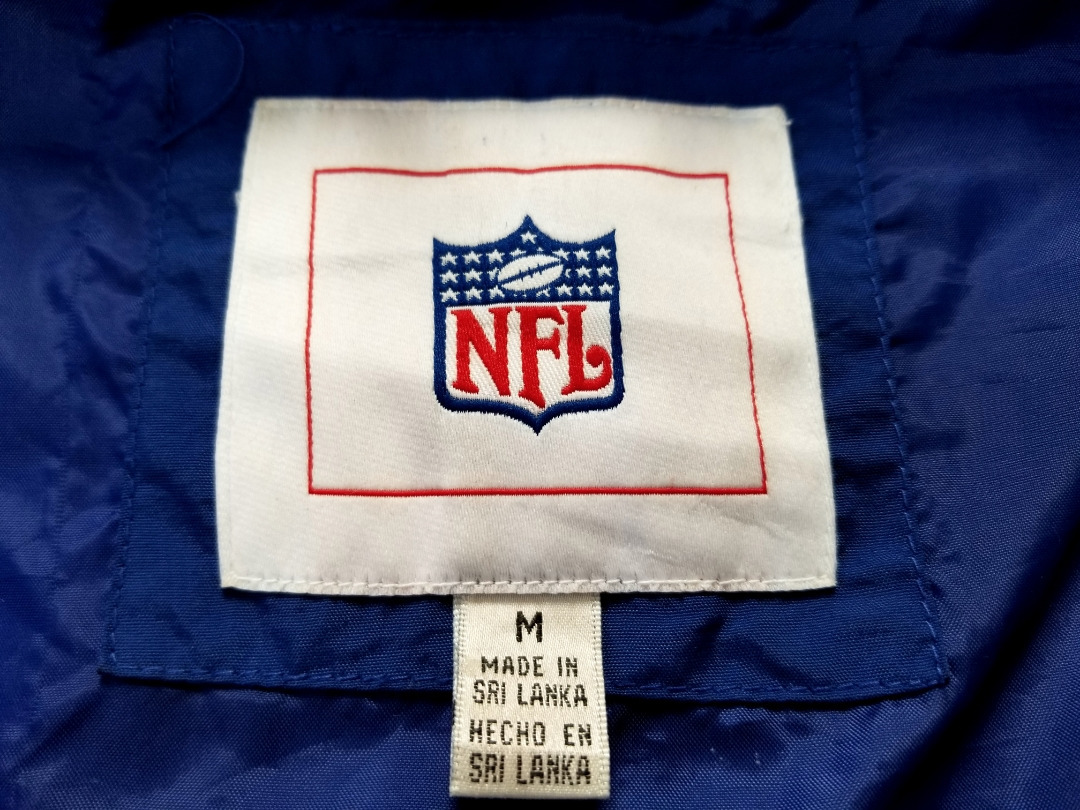 NFL
M
MADE IN
SRI LANKA
HECHO EN
SRI LANKA